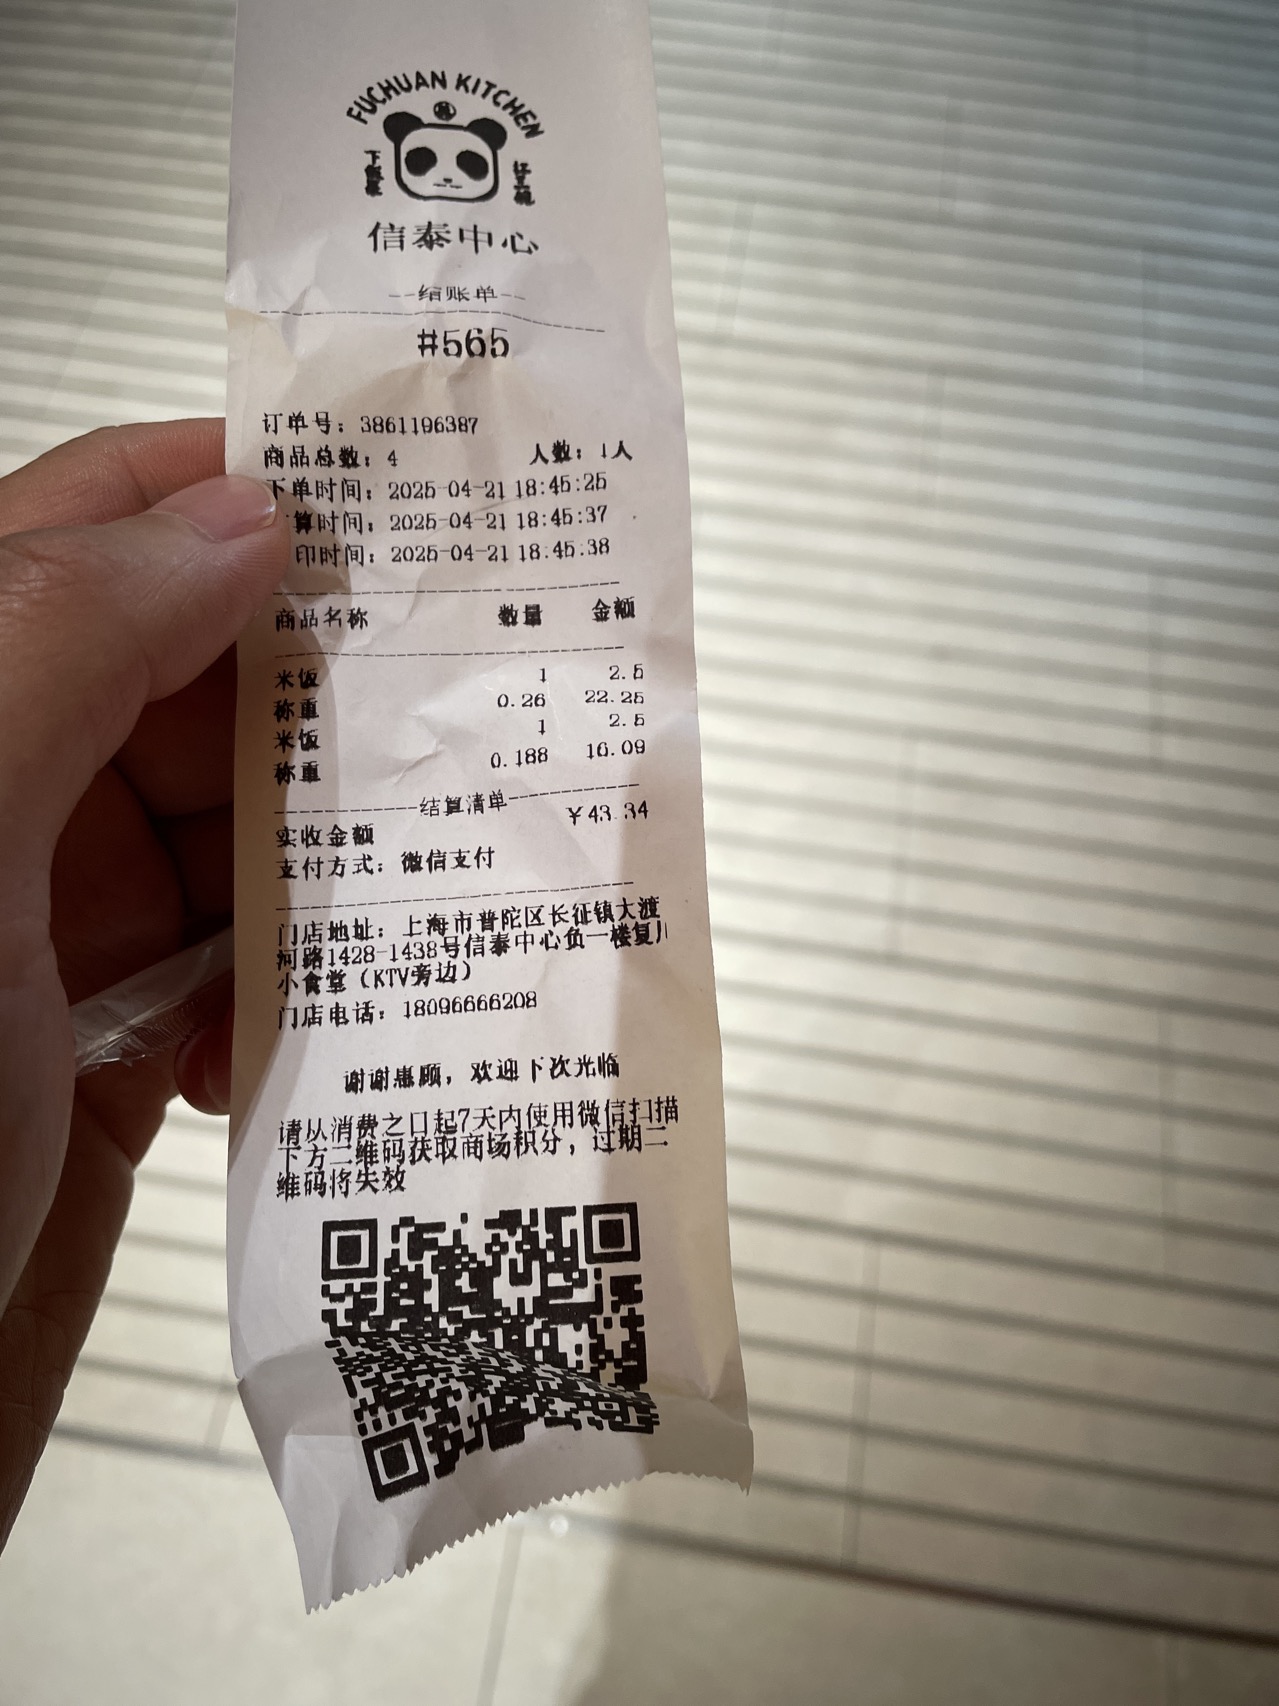 FUCHUAN KITCHEN
下飯菜
信泰中心
--结账单--
#565
订单号：3861196387
商品总数：4 人数：1人
下单时间：2025-04-21 18:45:25
算时间：2025-04-21 18:45:37
印时间：2025-04-21 18:45:38
商品名称 数量 金额
米饭 1 2.5
称重 0.26 22.25
米饭 1 2.5
称重 0.188 16.09
结算清单
实收金额 ￥43.34
支付方式：微信支付
门店地址：上海市普陀区长征镇大渡
河路1428-1438号信泰中心负一楼复川
小食堂（KTV旁边）
门店电话：18096666208
谢谢惠顾，欢迎下次光临
请从消费之日起7天内使用微信扫描
下方二维码获取商场积分，过期二
维码将失效